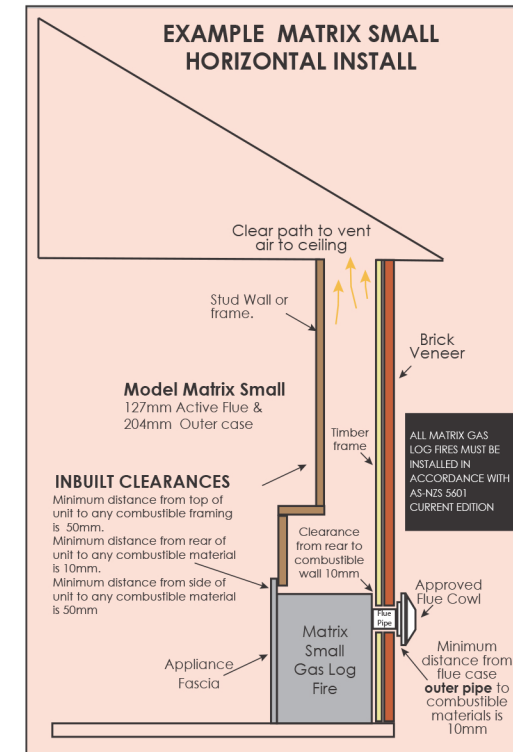 EXAMPLE MATRIX SMALL
HORIZONTAL INSTALL
Clear path to vent
air to ceiling
Stud Wall or
frame.
Brick
Veneer
Model Matrix Small
127mm Active Flue &
204mm Outer case
Timber
frame
ALL MATRIX GAS
LOG FIRES MUST BE
INSTALLED IN
ACCORDANCE WITH
AS-NZS 5601
CURRENT EDITION
INBUILT CLEARANCES
Minimum distance from top of
unit to any combustible framing
is 50mm.
Minimum distance from rear of
unit to any combustible material
is 10mm.
Minimum distance from side of
unit to any combustible material
is 50mm
Clearance
from rear to
combustible
wall 10mm
Approved
Flue Cowl
Flue
Pipe
Matrix
Small
Gas Log
Fire
Appliance
Fascia
Minimum
distance from
flue case
outer pipe to
combustible
materials is
10mm